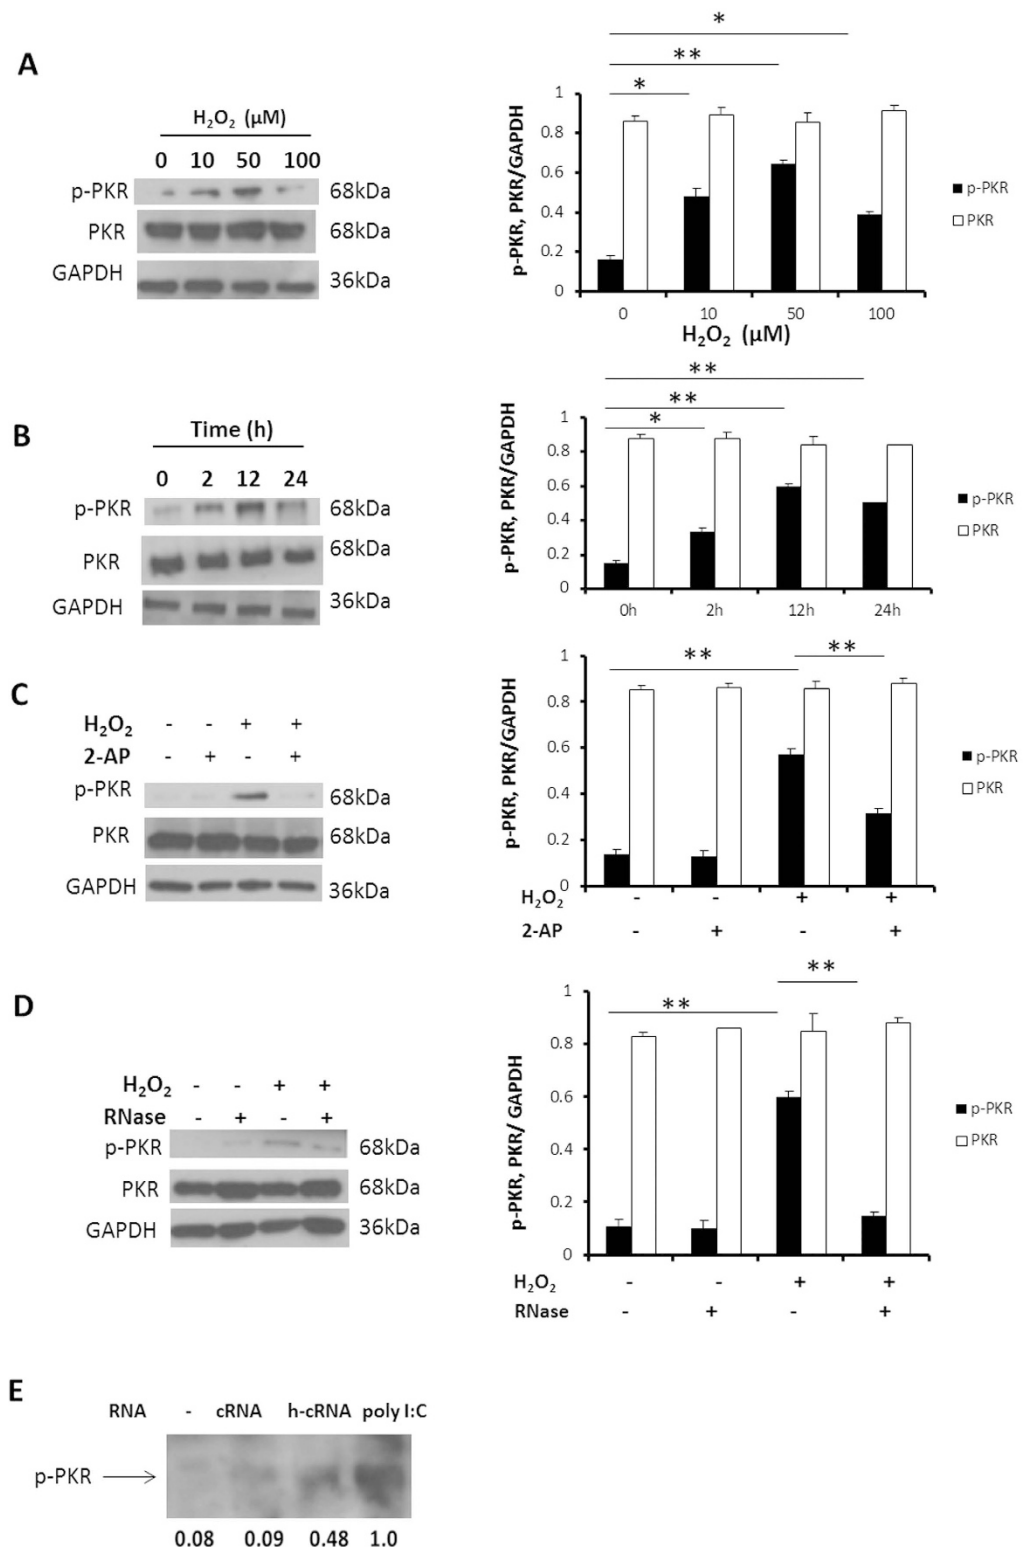 A
H₂O₂ (μM)
0 10 50 100
p-PKR 68kDa
PKR 68kDa
GAPDH 36kDa
* 
** 
*
p-PKR, PKR/GAPDH
1
0.8
0.6
0.4
0.2
0
0 10 50 100
H₂O₂ (μM)
p-PKR
PKR
B
Time (h)
0 2 12 24
p-PKR 68kDa
PKR 68kDa
GAPDH 36kDa
**
**
*
p-PKR, PKR/GAPDH
1
0.8
0.6
0.4
0.2
0
0h 2h 12h 24h
p-PKR
PKR
C
H₂O₂ - - + +
2-AP - + - +
p-PKR 68kDa
PKR 68kDa
GAPDH 36kDa
** **
p-PKR, PKR/GAPDH
1
0.8
0.6
0.4
0.2
0
H₂O₂ - - + +
2-AP - + - +
p-PKR
PKR
D
H₂O₂ - - + +
RNase - + - +
p-PKR 68kDa
PKR 68kDa
GAPDH 36kDa
** **
p-PKR, PKR/ GAPDH
1
0.8
0.6
0.4
0.2
0
H₂O₂ - - + +
RNase - + - +
p-PKR
PKR
E
RNA - cRNA h-cRNA poly I:C
p-PKR
0.08 0.09 0.48 1.0